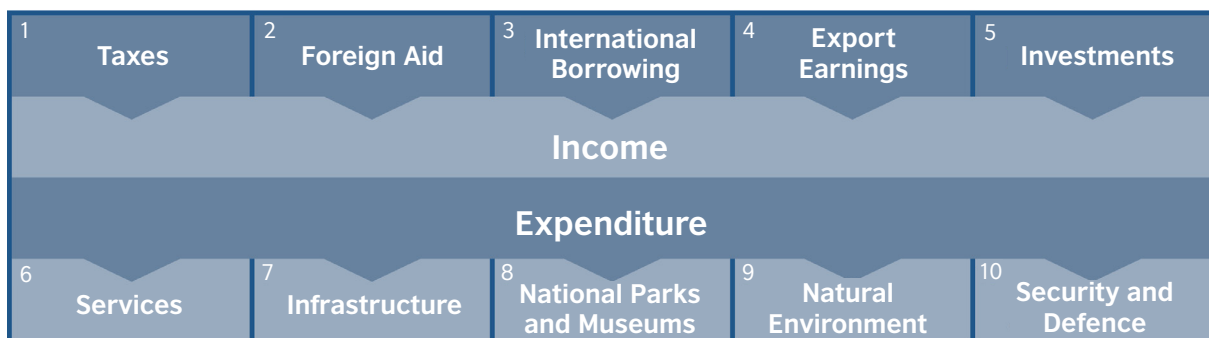 1
Taxes
2
Foreign Aid
3
International
Borrowing
4
Export
Earnings
5
Investments
Income
Expenditure
6
Services
7
Infrastructure
8
National Parks
and Museums
9
Natural
Environment
10
Security and
Defence